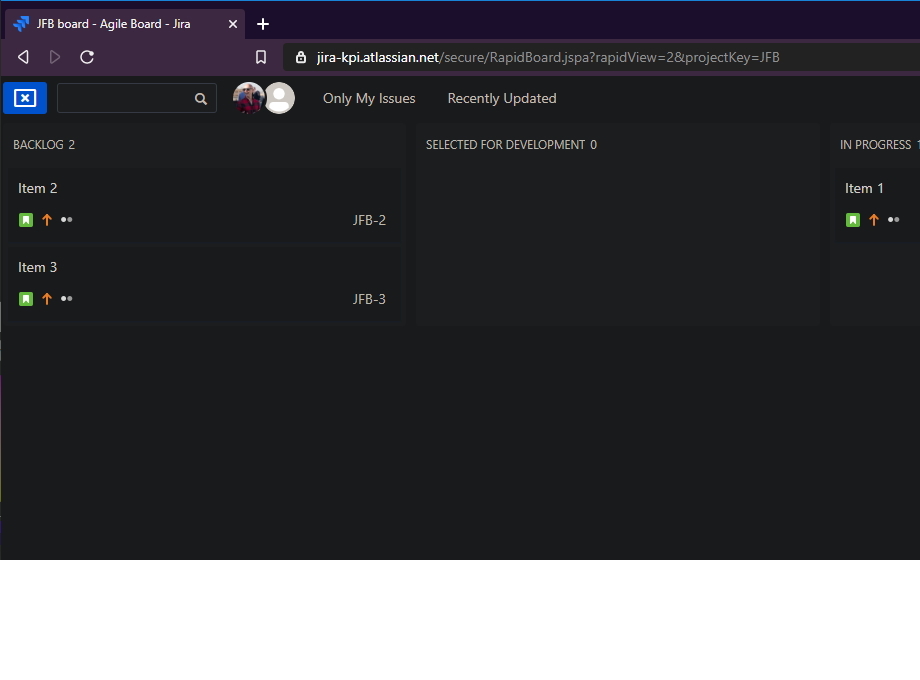 JFB board - Agile Board - Jira
jira-kpi.atlassian.net/secure/RapidBoard.jspa?rapidView=2&projectKey=JFB
Only My Issues
Recently Updated
BACKLOG 2
SELECTED FOR DEVELOPMENT 0
IN PROGRESS 1
Item 2
JFB-2
Item 3
JFB-3
Item 1